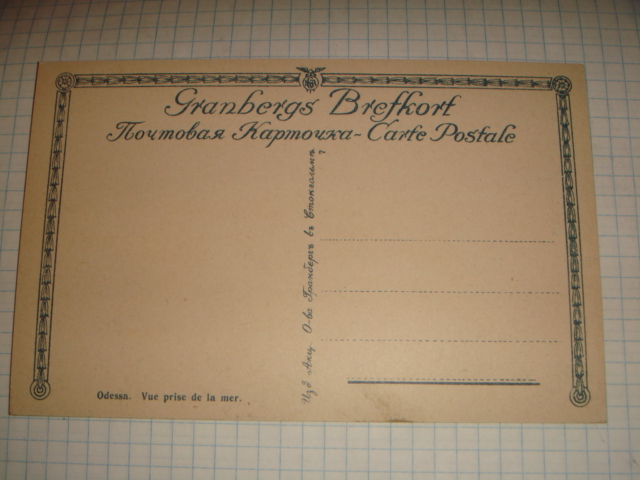 Granbergs Brefkort
Почтовая Карточка - Carte Postale
Изд. Акц. О-ва Гранбергъ въ Стокгольмѣ
Odessa. Vue prise de la mer.